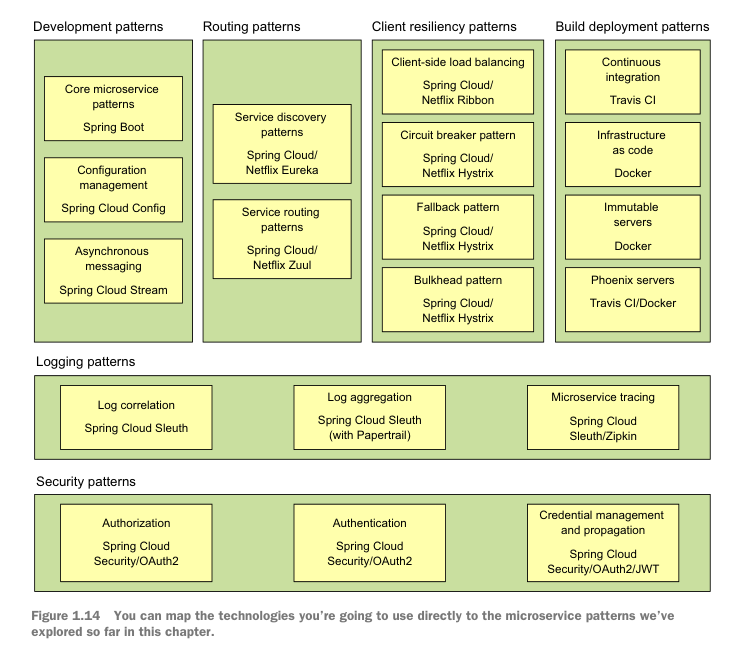 Development patterns
Core microservice
patterns
Spring Boot
Configuration
management
Spring Cloud Config
Asynchronous
messaging
Spring Cloud Stream
Routing patterns
Service discovery
patterns
Spring Cloud/
Netflix Eureka
Service routing
patterns
Spring Cloud/
Netflix Zuul
Client resiliency patterns
Client-side load balancing
Spring Cloud/
Netflix Ribbon
Circuit breaker pattern
Spring Cloud/
Netflix Hystrix
Fallback pattern
Spring Cloud/
Netflix Hystrix
Bulkhead pattern
Spring Cloud/
Netflix Hystrix
Build deployment patterns
Continuous
integration
Travis CI
Infrastructure
as code
Docker
Immutable
servers
Docker
Phoenix servers
Travis CI/Docker
Logging patterns
Log correlation
Spring Cloud Sleuth
Log aggregation
Spring Cloud Sleuth
(with Papertrail)
Microservice tracing
Spring Cloud
Sleuth/Zipkin
Security patterns
Authorization
Spring Cloud
Security/OAuth2
Authentication
Spring Cloud
Security/OAuth2
Credential management
and propagation
Spring Cloud
Security/OAuth2/JWT
Figure 1.14 You can map the technologies you're going to use directly to the microservice patterns we've
explored so far in this chapter.